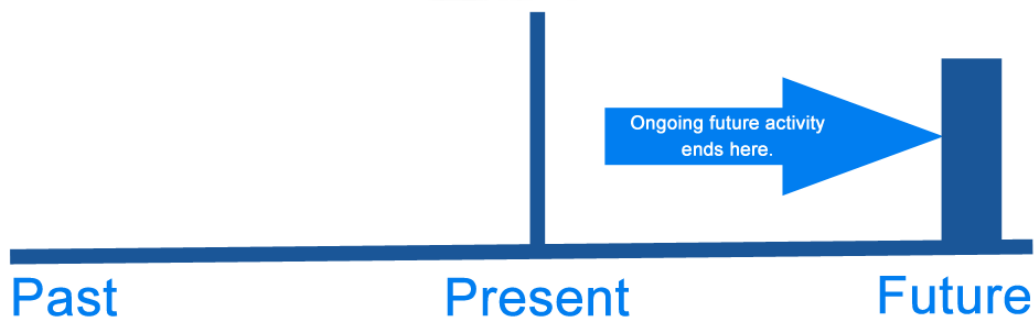 Ongoing future activity
ends here.
Past
Present
Future